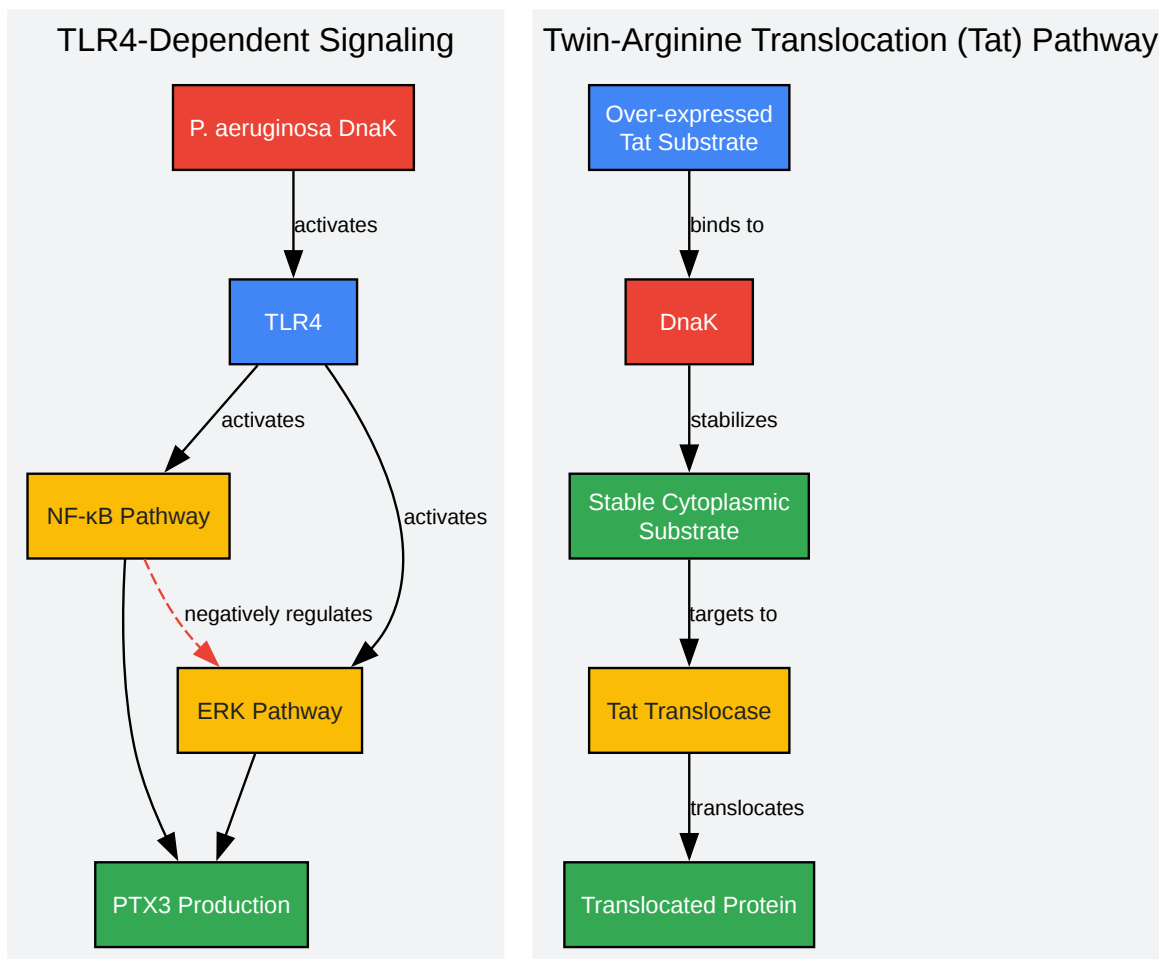 TLR4-Dependent Signaling
P. aeruginosa DnaK
activates
TLR4
activates
activates
NF-κB Pathway
negatively regulates
ERK Pathway
PTX3 Production
Twin-Arginine Translocation (Tat) Pathway
Over-expressed
Tat Substrate
binds to
DnaK
stabilizes
Stable Cytoplasmic
Substrate
targets to
Tat Translocase
translocates
Translocated Protein